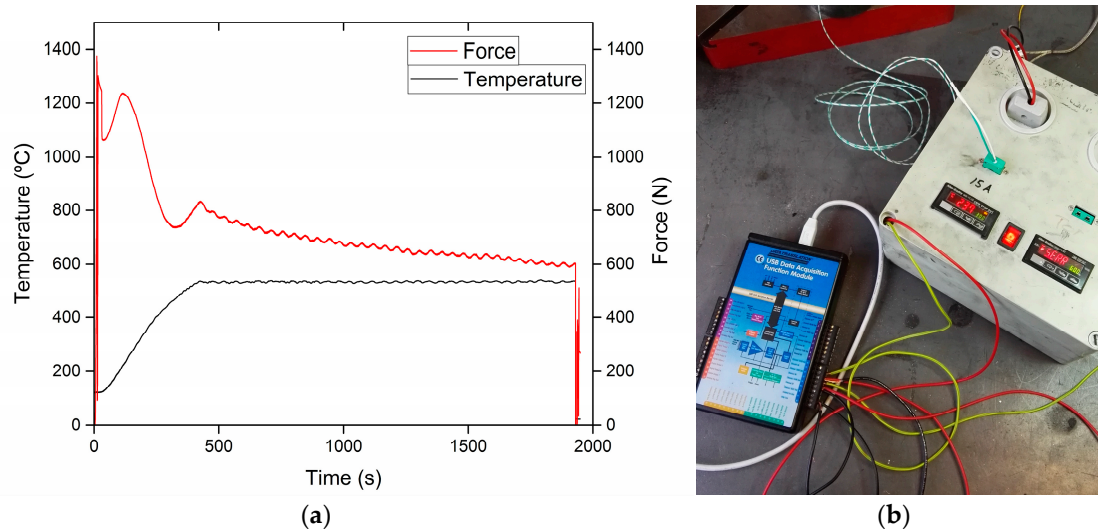 1400
1200
1000
800
600
400
200
0
Temperature (ºC)
Force
Temperature
1400
1200
1000
800
600
400
200
0
Force (N)
0
500
1000
1500
2000
Time (s)
(a)
15A
USB Data Acquisition
Function Module
(b)